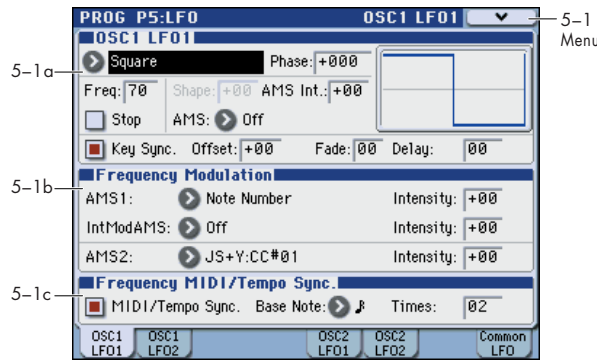 PROG P5:LFO OSC1 LFO1
5–1
Menu
OSC1 LFO1
5–1a
Square Phase: +000
Freq: 70 Shape: +00 AMS Int.: +00
Stop AMS: Off
Key Sync. Offset: +00 Fade: 00 Delay: 00
5–1b
Frequency Modulation
AMS1: Note Number Intensity: +00
IntModAMS: Off Intensity: +00
AMS2: JS+Y:CC#01 Intensity: +00
5–1c
Frequency MIDI/Tempo Sync.
MIDI/Tempo Sync. Base Note: ♪ Times: 02
OSC1 LFO1 OSC1 LFO2 OSC2 LFO1 OSC2 LFO2 Common LFO